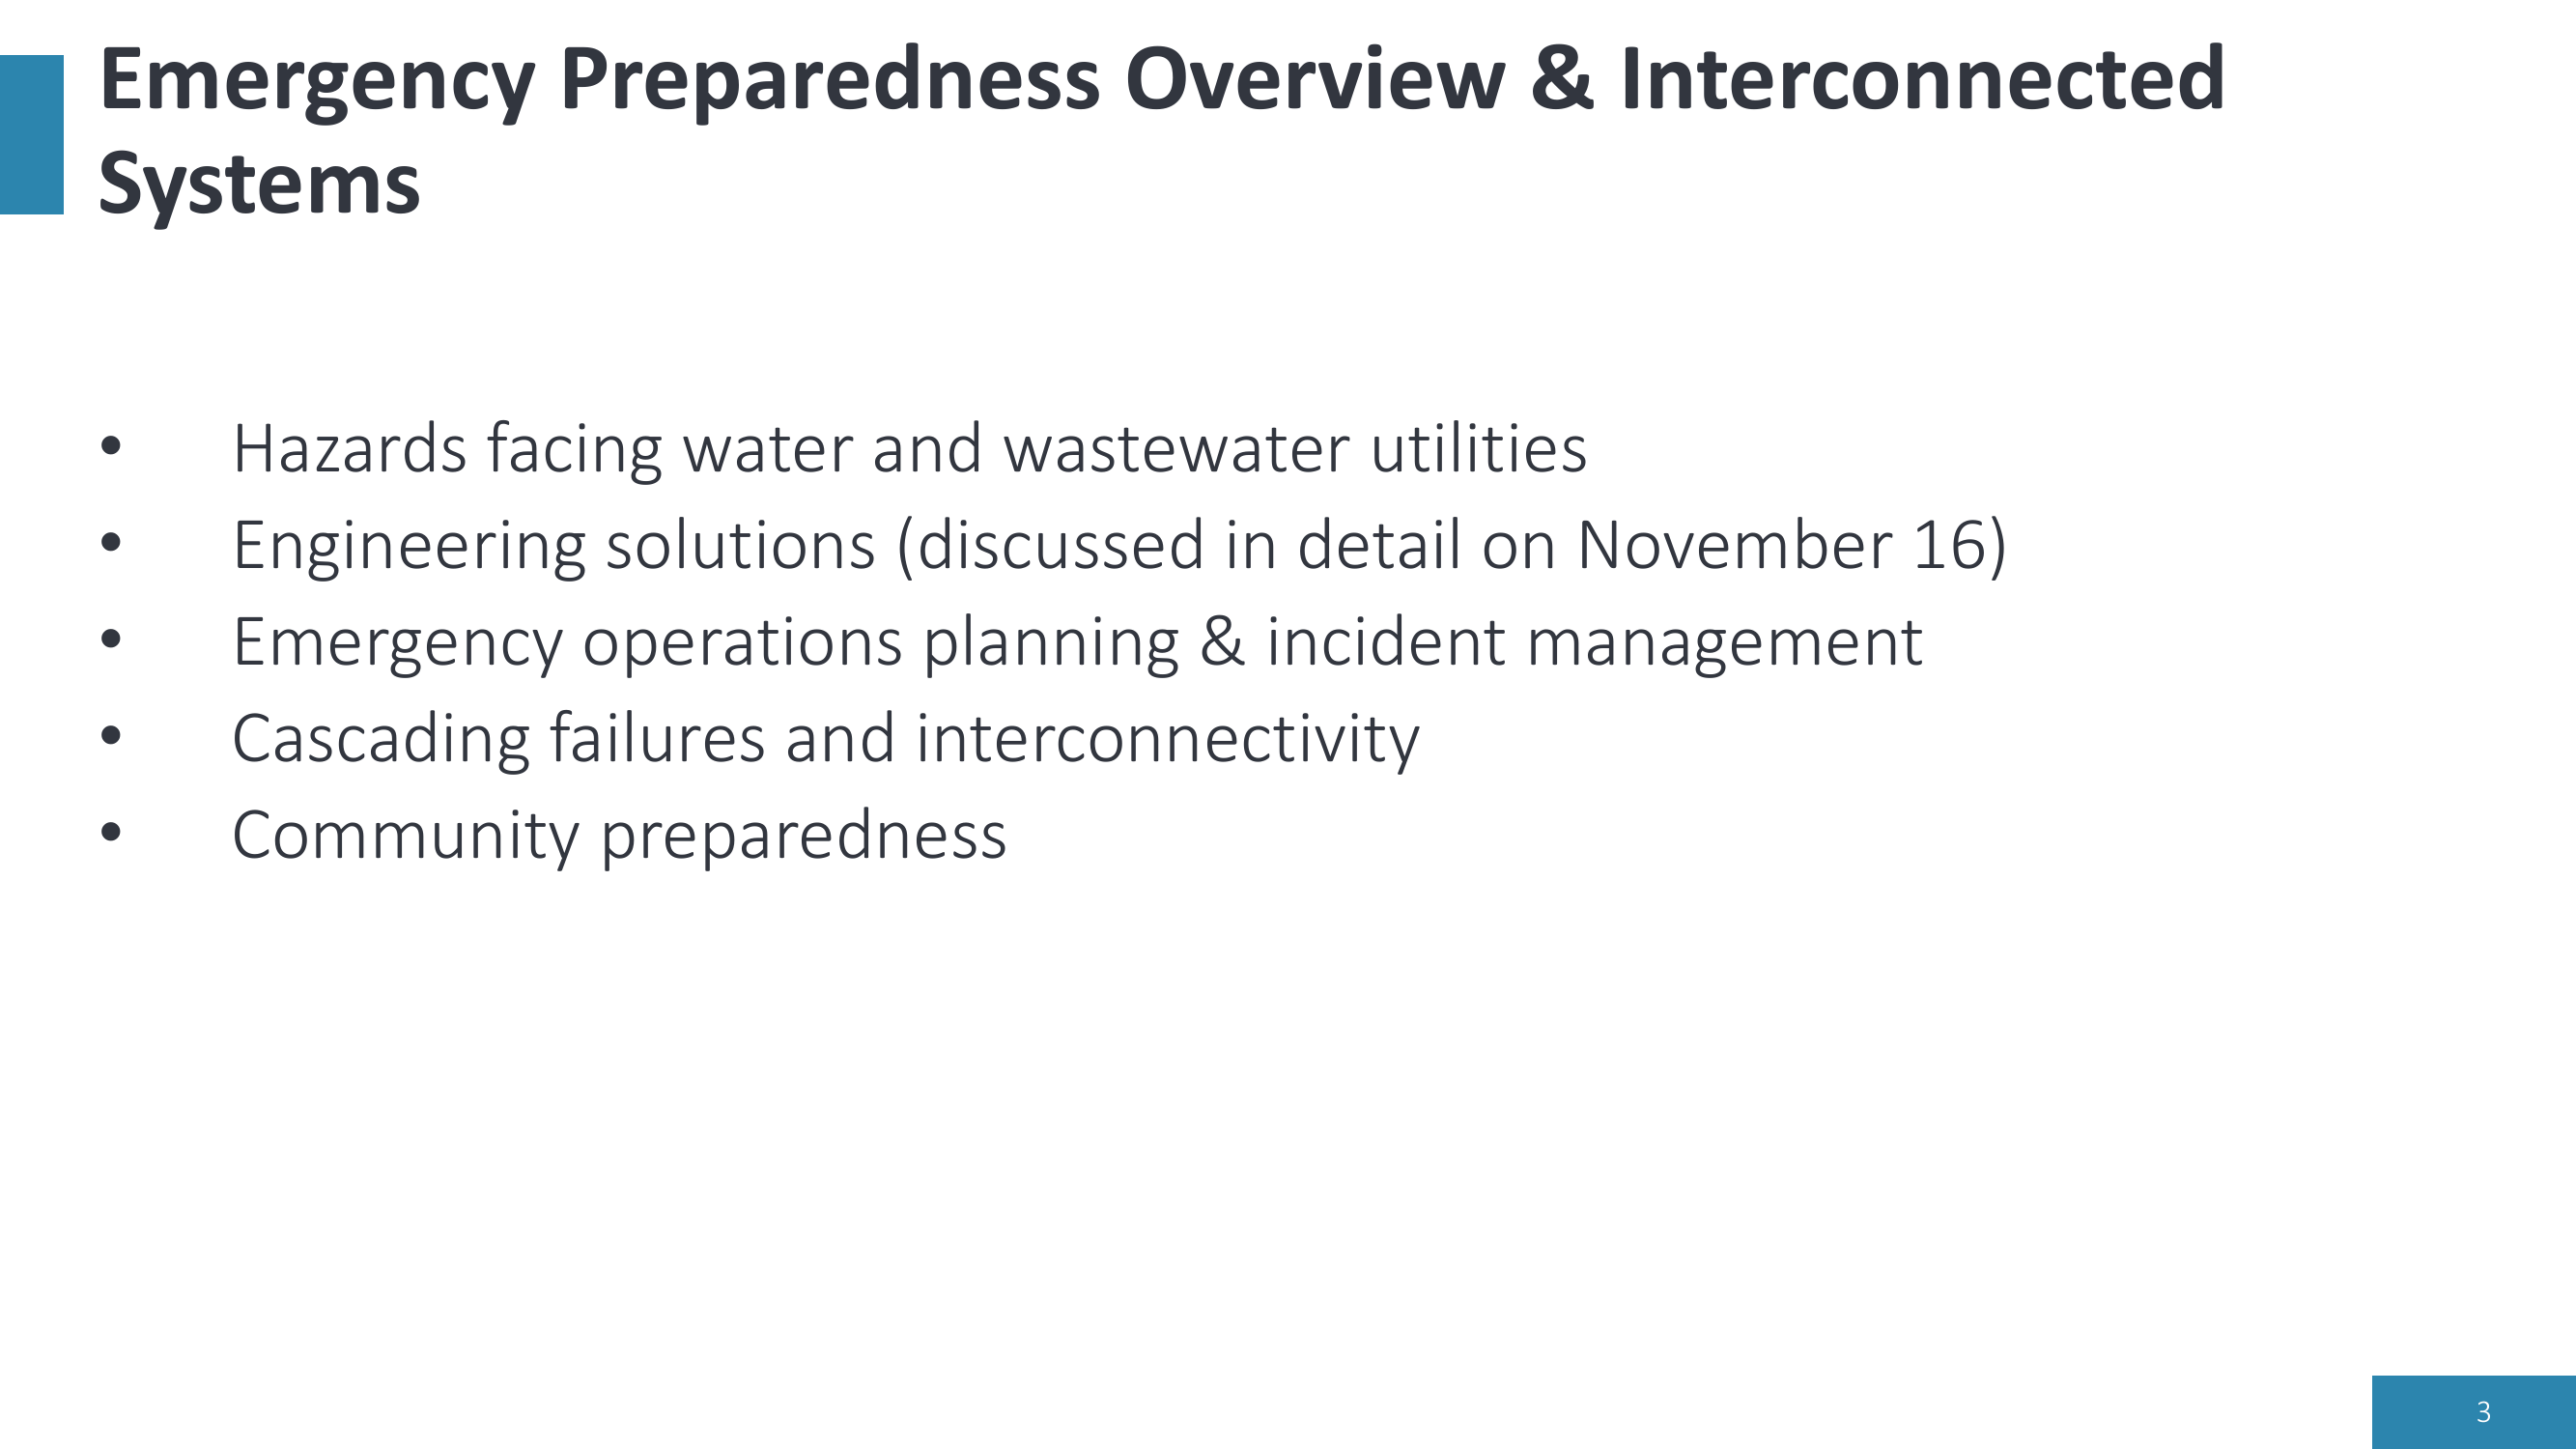 Emergency Preparedness Overview & Interconnected
Systems
• Hazards facing water and wastewater utilities
• Engineering solutions (discussed in detail on November 16)
• Emergency operations planning & incident management
• Cascading failures and interconnectivity
• Community preparedness
3